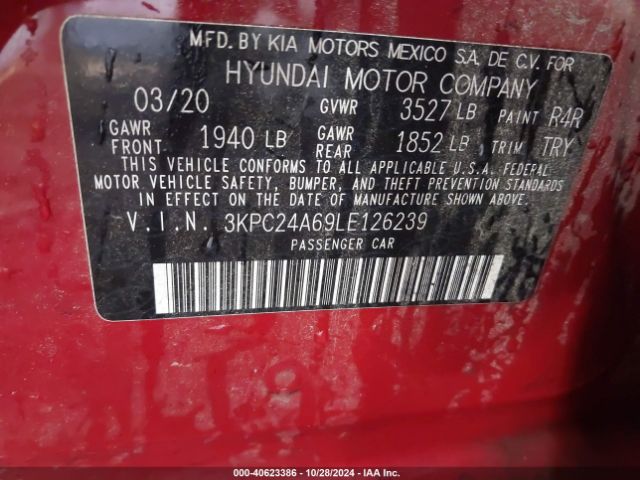 MFD. BY KIA MOTORS MEXICO S.A. DE C.V. FOR
HYUNDAI MOTOR COMPANY
03/20 GVWR 3527 LB PAINT R4R
GAWR FRONT 1940 LB GAWR REAR 1852 LB TRIM TRY
THIS VEHICLE CONFORMS TO ALL APPLICABLE U.S.A. FEDERAL
MOTOR VEHICLE SAFETY, BUMPER, AND THEFT PREVENTION STANDARDS
IN EFFECT ON THE DATE OF MANUFACTURE SHOWN ABOVE.
V.I.N. 3KPC24A69LE126239
PASSENGER CAR
000-40623386 | 10/28/2024 | IAA Inc.